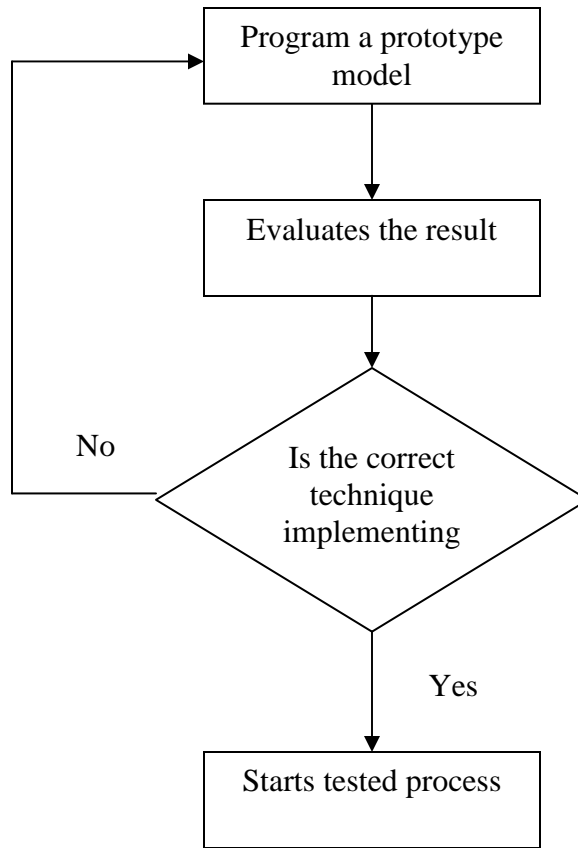 Program a prototype
model
Evaluates the result
No
Is the correct
technique
implementing
Yes
Starts tested process